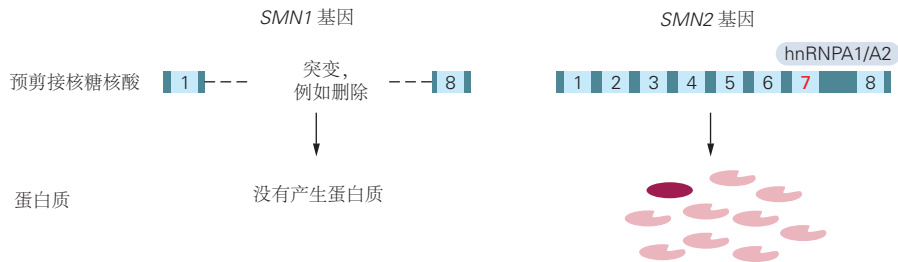 SMN1 基因
SMN2 基因
hnRNPA1/A2
预剪接核糖核酸
1
突变，
例如删除
8
1 2 3 4 5 6 7 8
蛋白质
没有产生蛋白质